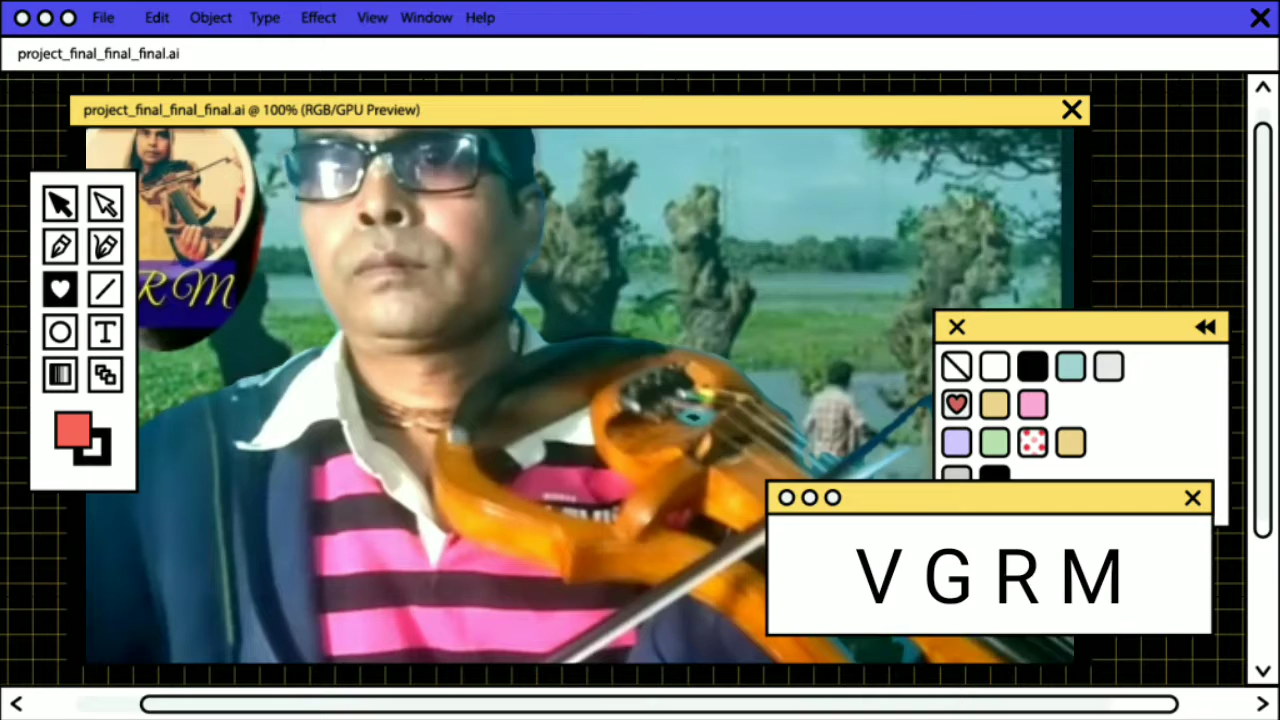 File Edit Object Type Effect View Window Help
project_final_final_final.ai
project_final_final_final.ai @ 100% (RGB/GPU Preview)
T
RM
V G R M